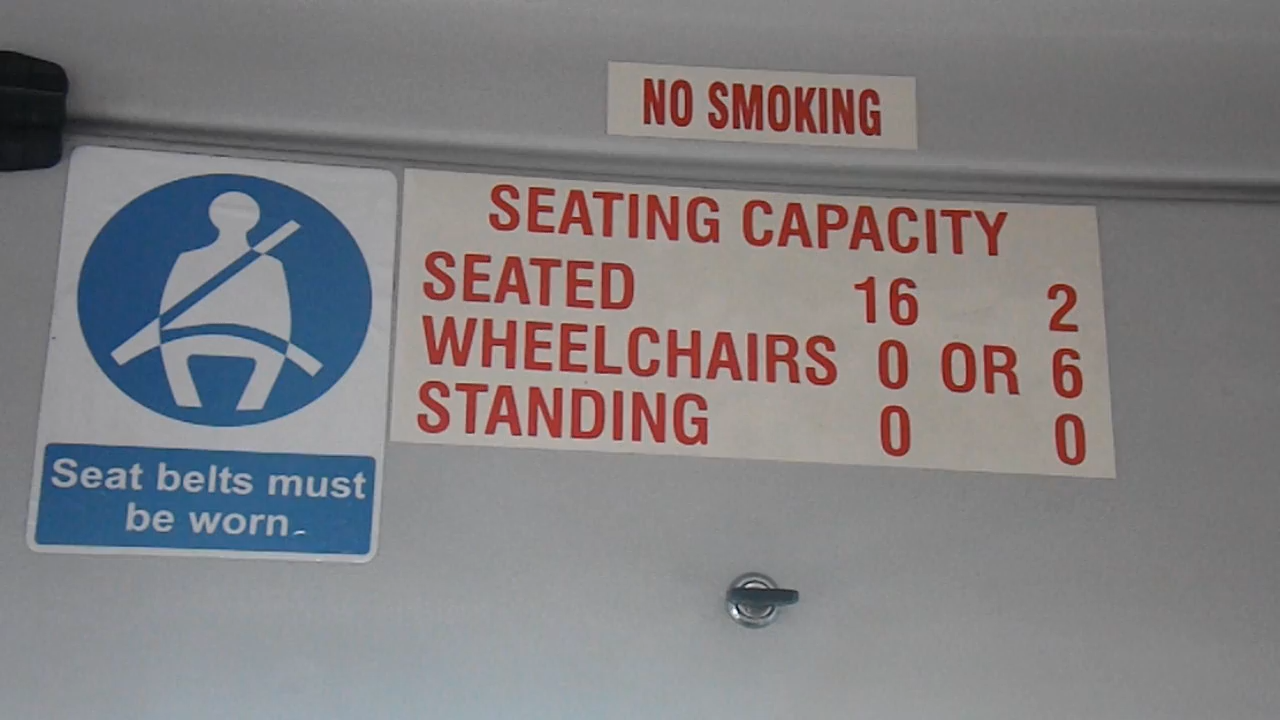 NO SMOKING
SEATING CAPACITY
SEATED 16 2
WHEELCHAIRS 0 OR 6
STANDING 0 0
Seat belts must
be worn